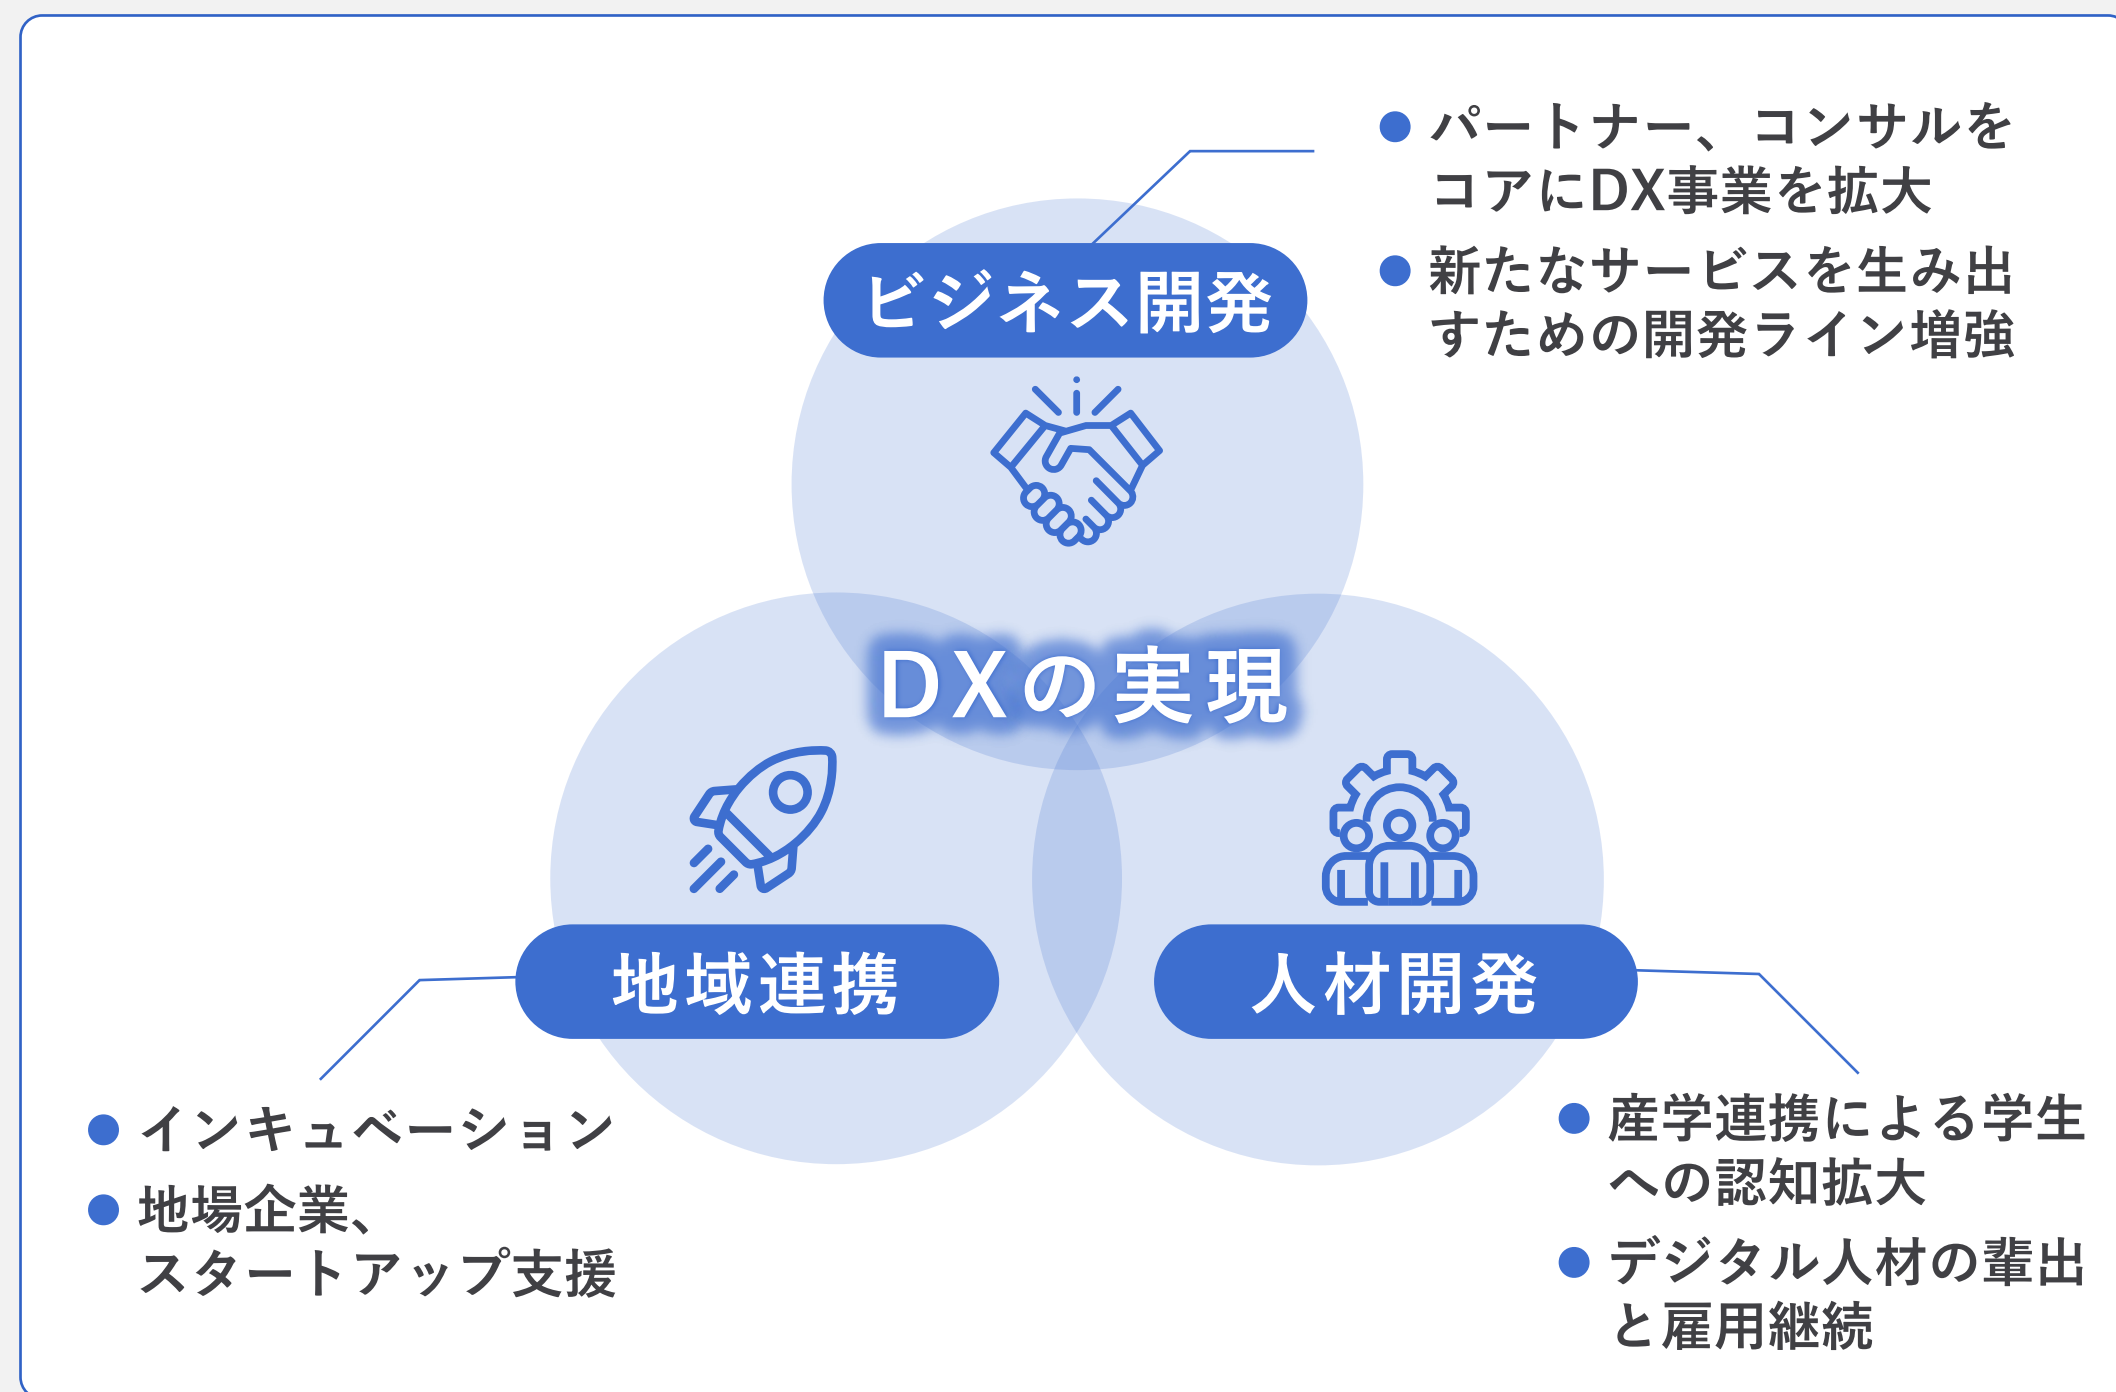 パートナー、コンサルを
コアにDX事業を拡大
新たなサービスを生み出
すための開発ライン増強
ビジネス開発
DXの実現
地域連携
人材開発
インキュベーション
地場企業、
スタートアップ支援
産学連携による学生
への認知拡大
デジタル人材の輩出
と雇用継続